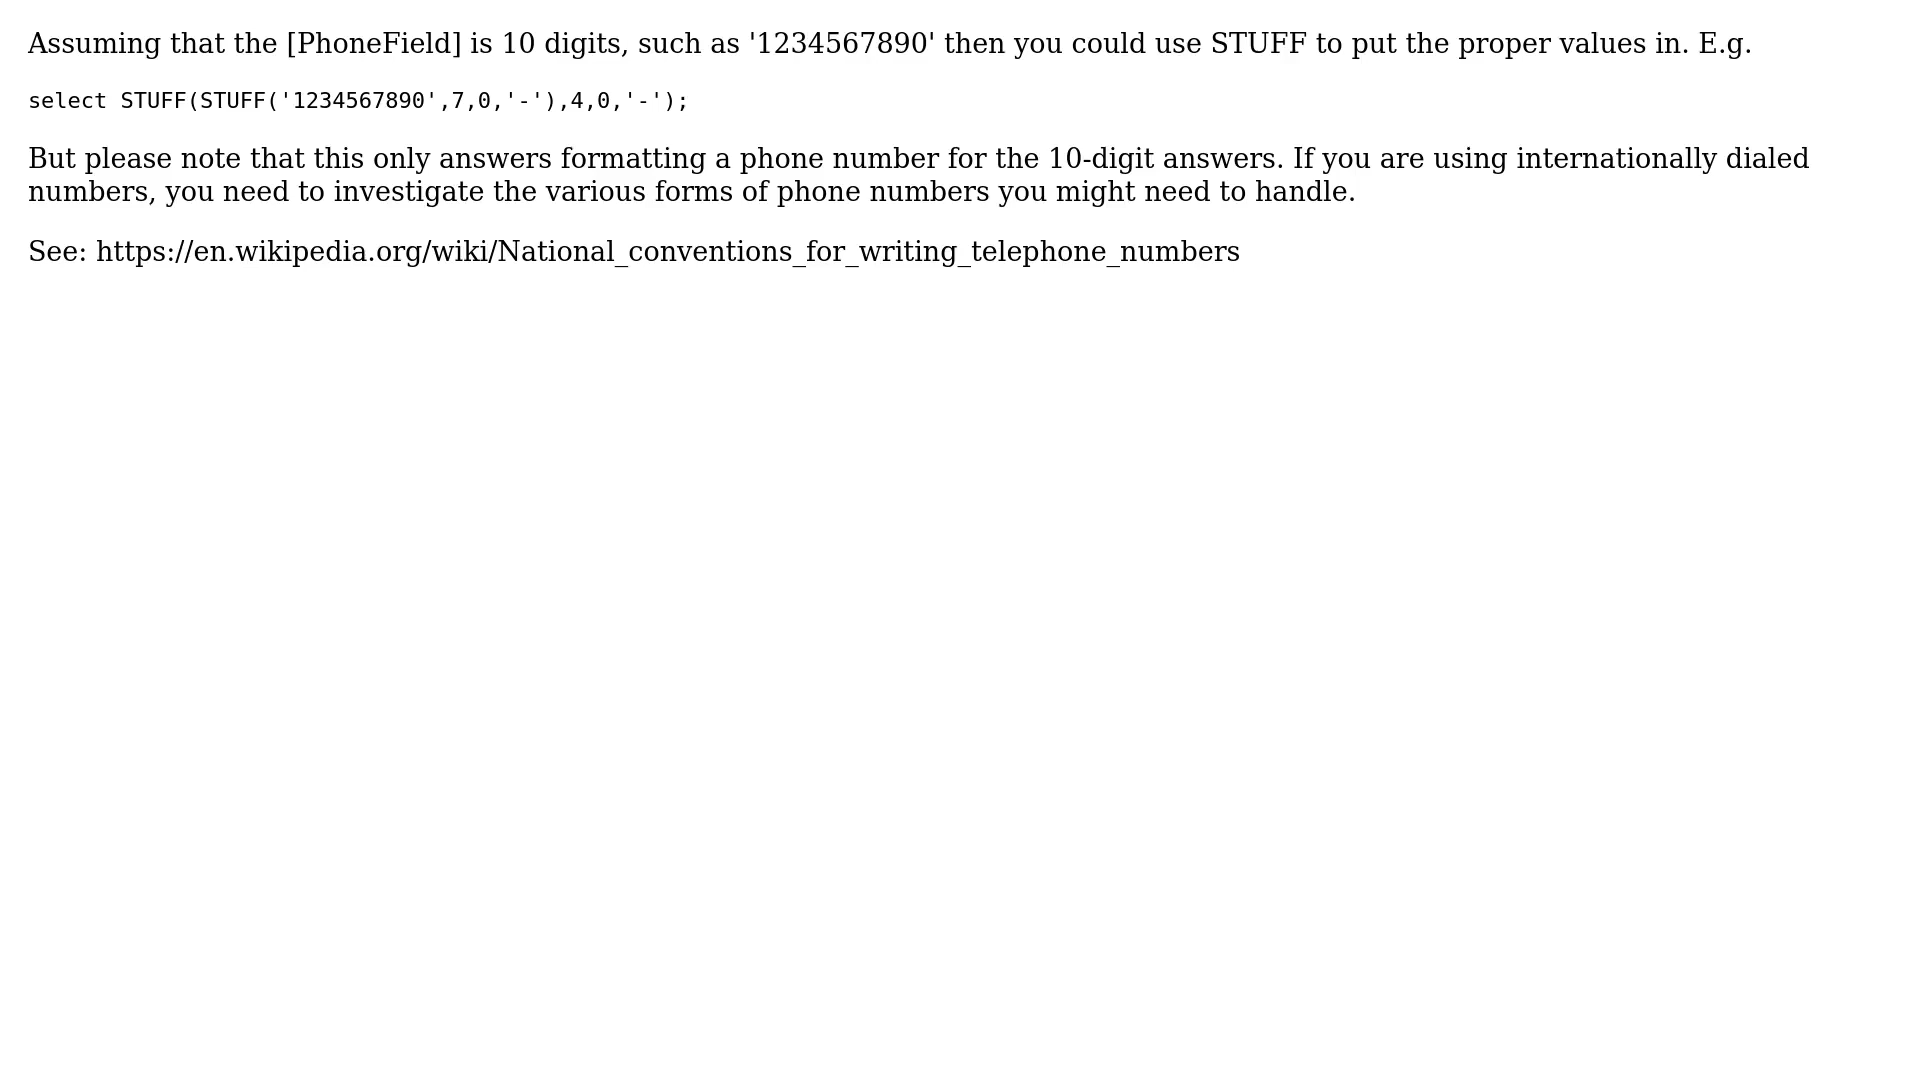 Assuming that the [PhoneField] is 10 digits, such as '1234567890' then you could use STUFF to put the proper values in. E.g.
select STUFF(STUFF('1234567890',7,0,'-'),4,0,'-');
But please note that this only answers formatting a phone number for the 10-digit answers. If you are using internationally dialed
numbers, you need to investigate the various forms of phone numbers you might need to handle.
See: https://en.wikipedia.org/wiki/National_conventions_for_writing_telephone_numbers